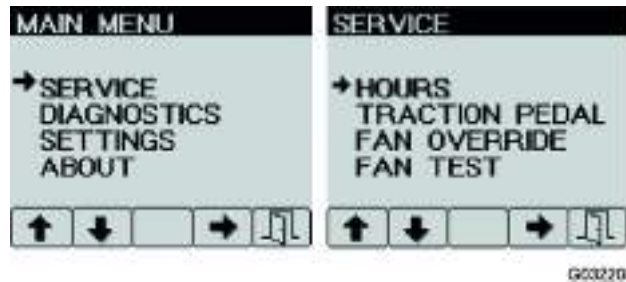 MAIN MENU
SERVICE
DIAGNOSTICS
SETTINGS
ABOUT
SERVICE
HOURS
TRACTION PEDAL
FAN OVERRIDE
FAN TEST
G03220